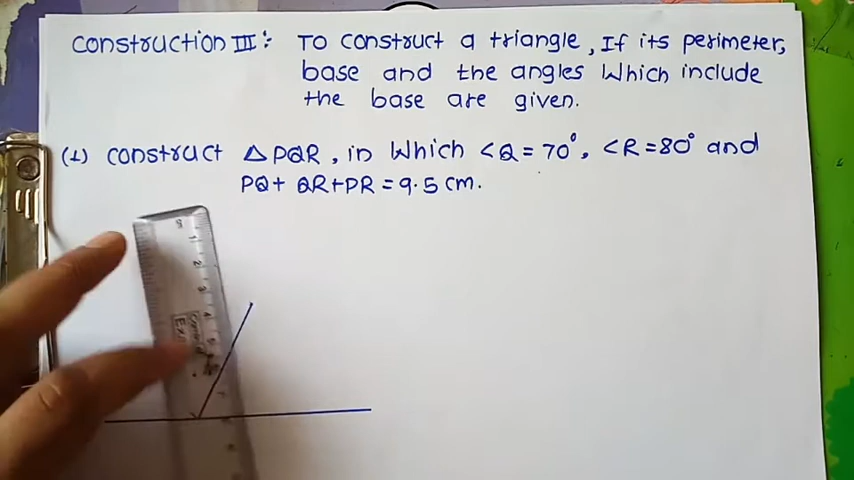 Construction III: To construct a triangle, If its perimeter,
base and the angles which include
the base are given.
(1) construct △PQR, in which <Q = 70°, <R = 80° and
PQ + QR + PR = 9.5 cm.